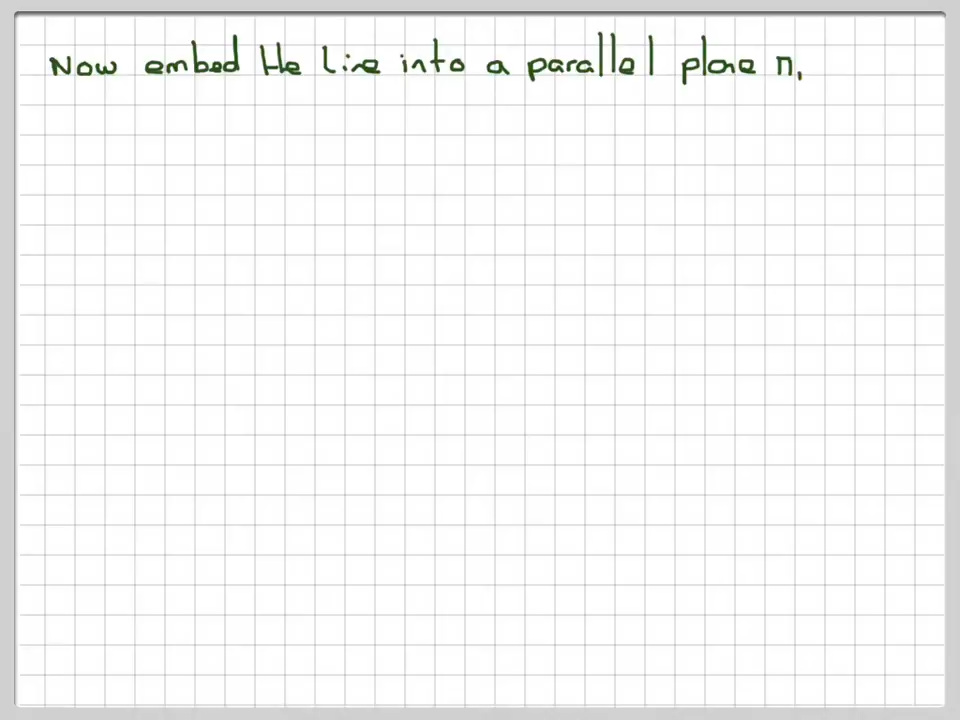 Now embed the line into a parallel plane Π,